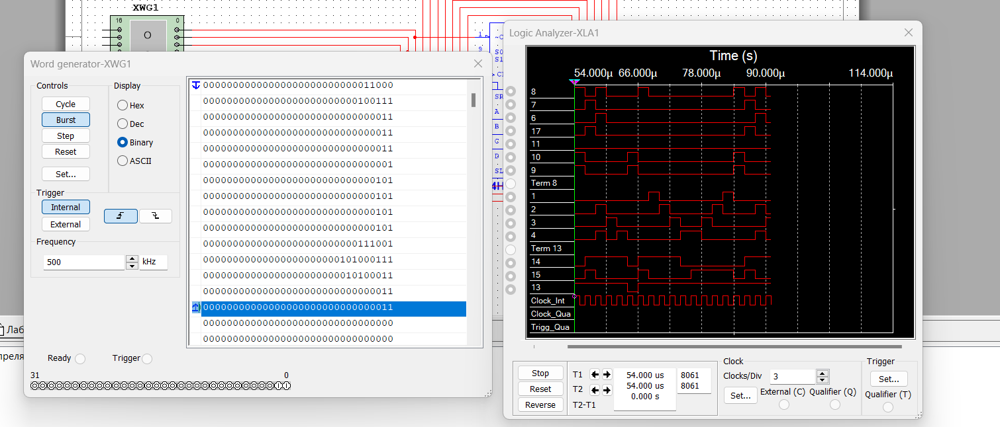 XWG1
16
0
O
1
~C
9
S0
S1
C
SR
A
B
C
D
SL
4H
Лаб
преля
Word generator-XWG1
Controls
Cycle
Burst
Step
Reset
Set...
Display
Hex
Dec
Binary
ASCII
Trigger
Internal
External
Frequency
500
kHz
00000000000000000000000000011000
00000000000000000000000000100111
00000000000000000000000000000011
00000000000000000000000000000011
00000000000000000000000000000011
00000000000000000000000000000001
00000000000000000000000000000101
00000000000000000000000000000101
00000000000000000000000000000101
00000000000000000000000000000101
00000000000000000000000000111001
00000000000000000000000101000111
00000000000000000000000010100011
00000000000000000000000000000011
00000000000000000000000000000011
00000000000000000000000000000000
00000000000000000000000000000000
Ready
Trigger
31
0
Logic Analyzer-XLA1
Time (s)
54.000μ 66.000μ 78.000μ 90.000μ 114.000μ
8
7
6
17
11
10
9
Term 8
1
2
3
4
Term 13
14
15
13
Clock_Int
Clock_Qua
Trigg_Qua
Stop
Reset
Reverse
T1
T2
T2-T1
54.000 us
54.000 us
0.000 s
8061
8061
Clock
Clocks/Div
3
Set...
External (C)
Qualifier (Q)
Trigger
Set...
Qualifier (T)